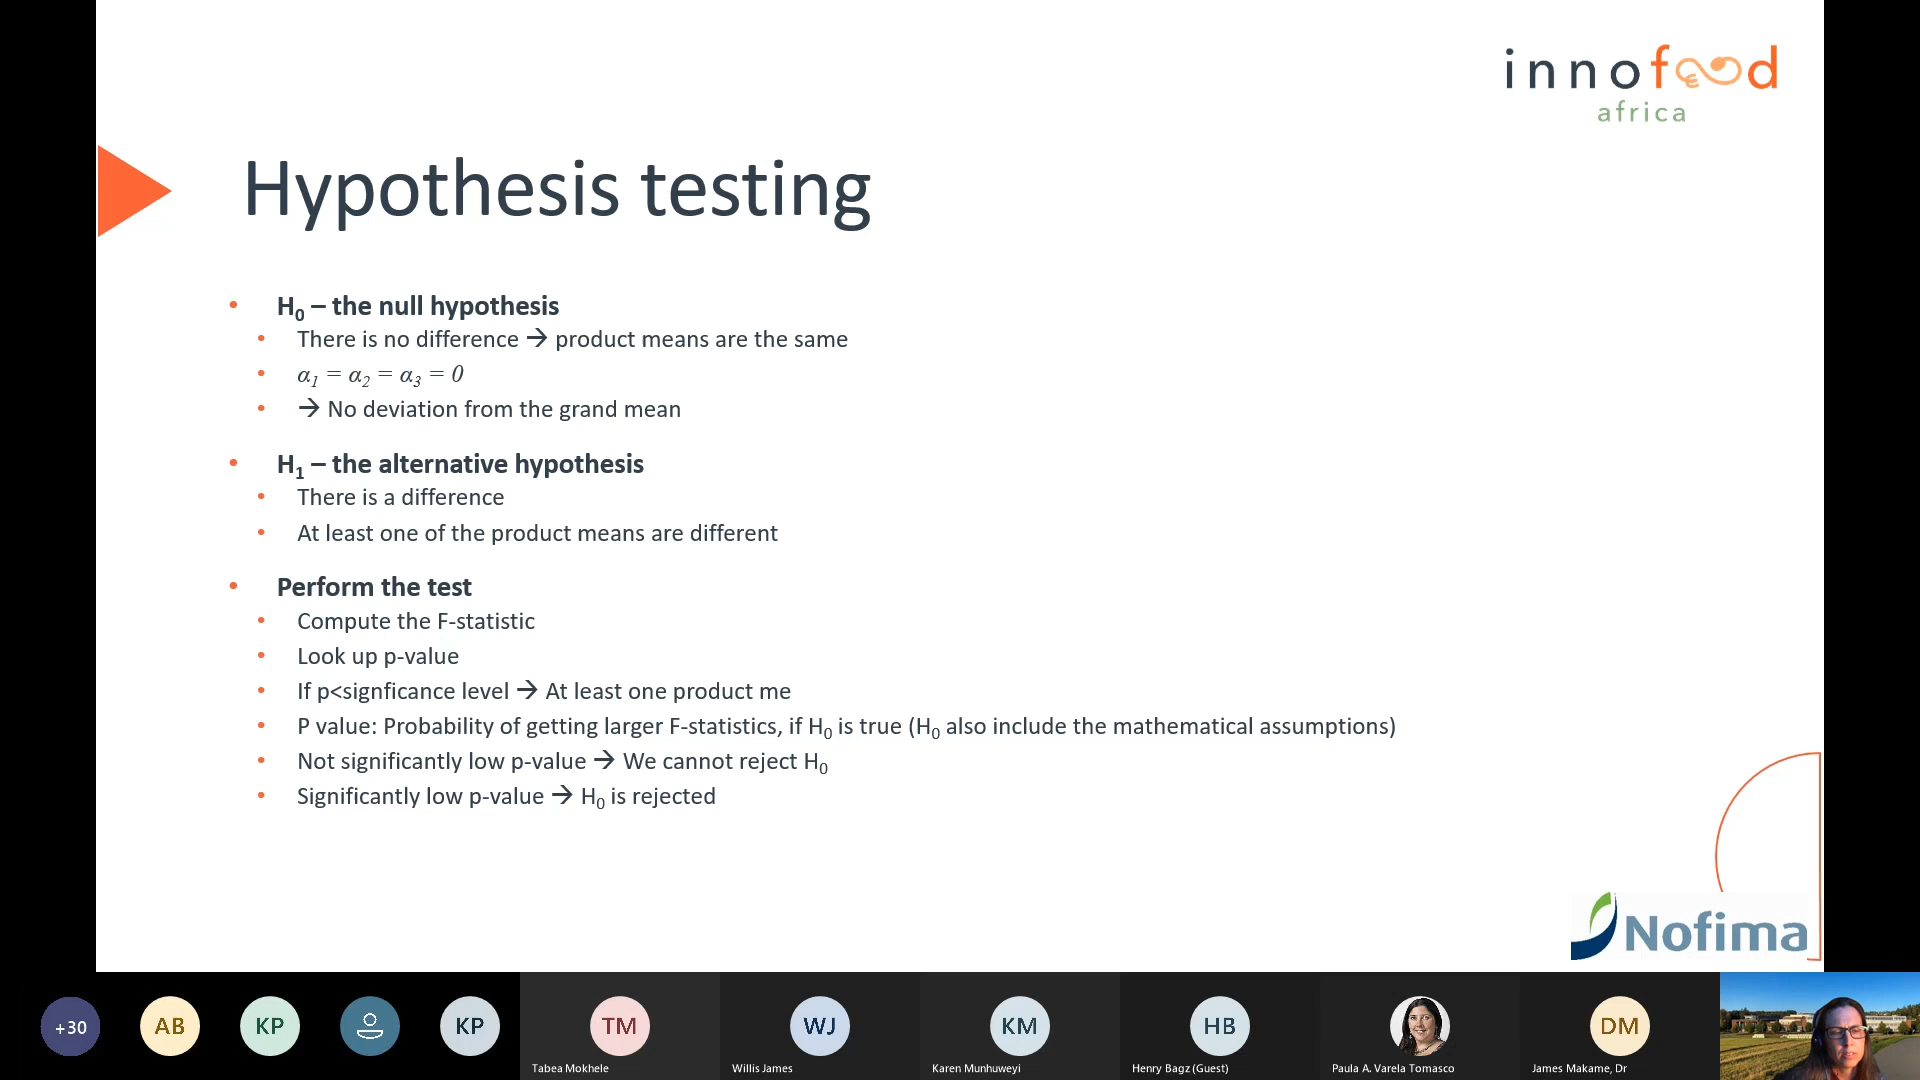 innofood
africa
Hypothesis testing
• H₀ – the null hypothesis
• There is no difference → product means are the same
• α₁ = α₂ = α₃ = 0
• → No deviation from the grand mean
• H₁ – the alternative hypothesis
• There is a difference
• At least one of the product means are different
• Perform the test
• Compute the F-statistic
• Look up p-value
• If p<signficance level → At least one product me
• P value: Probability of getting larger F-statistics, if H₀ is true (H₀ also include the mathematical assumptions)
• Not significantly low p-value → We cannot reject H₀
• Significantly low p-value → H₀ is rejected
Nofima
+30
AB
KP
KP
TM
WJ
KM
HB
DM
Tabea Mokhele
Willis James
Karen Munhuweyi
Henry Bagz (Guest)
Paula A. Varela Tomasco
James Makame, Dr